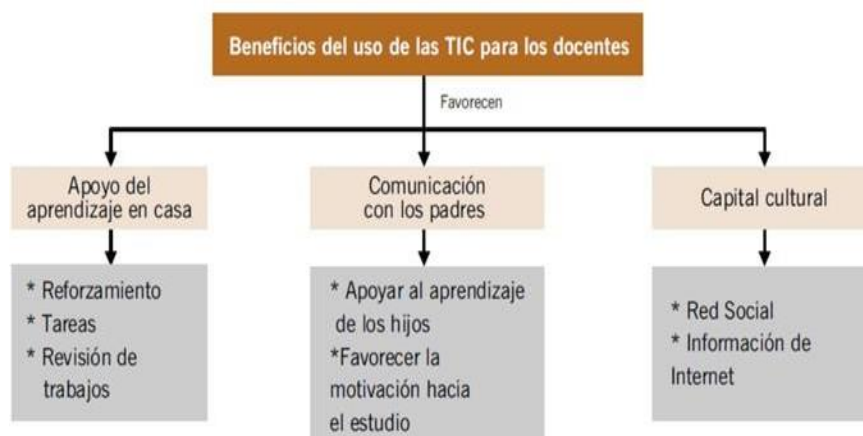 Beneficios del uso de las TIC para los docentes
Favorecen
Apoyo del
aprendizaje en casa
Comunicación
con los padres
Capital cultural
* Reforzamiento
* Tareas
* Revisión de
trabajos
* Apoyar al aprendizaje
de los hijos
*Favorecer la
motivación hacia
el estudio
* Red Social
* Información de
Internet